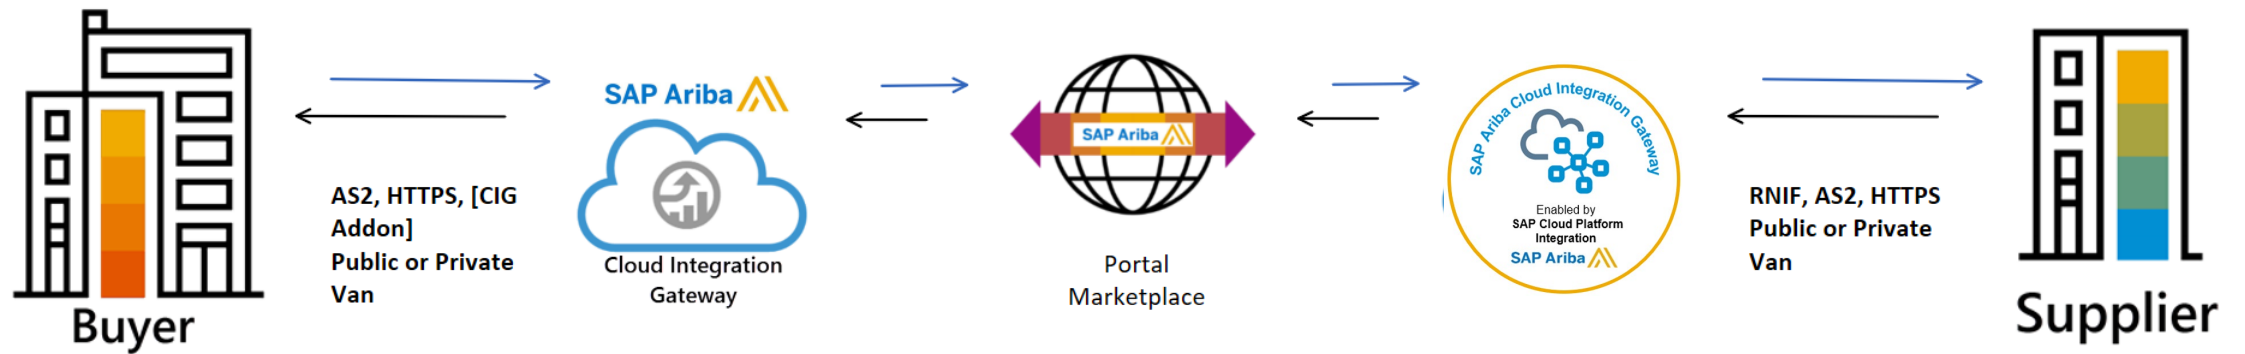 Buyer
AS2, HTTPS, [CIG
Addon]
Public or Private
Van
SAP Ariba
Cloud Integration
Gateway
SAP Ariba
Portal
Marketplace
SAP Ariba Cloud Integration Gateway
Enabled by
SAP Cloud Platform
Integration
SAP Ariba
RNIF, AS2, HTTPS
Public or Private
Van
Supplier